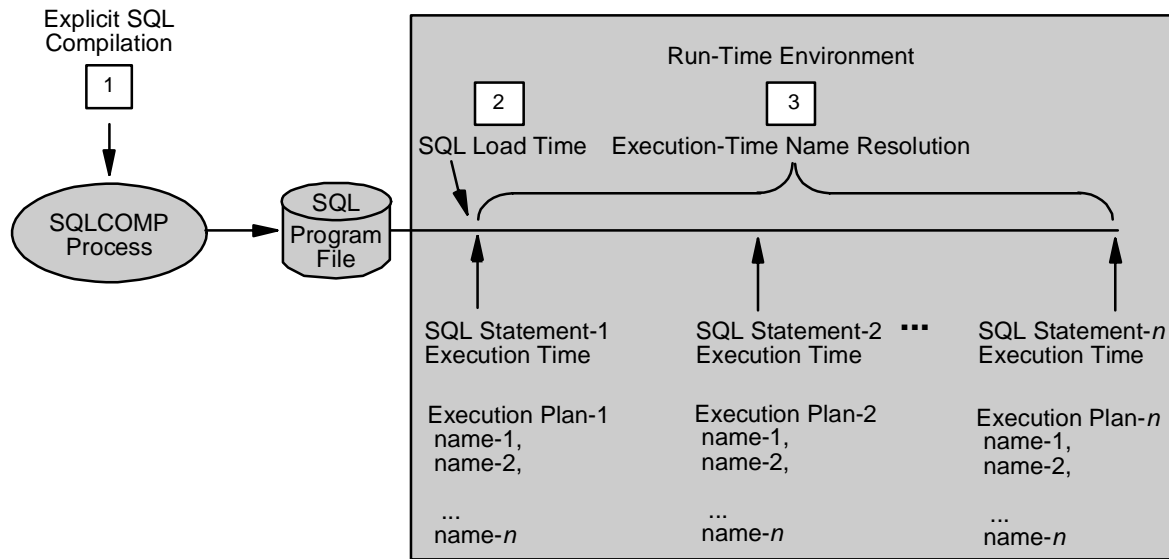 Explicit SQL
Compilation
1
SQLCOMP
Process
SQL
Program
File
Run-Time Environment
2
3
SQL Load Time
Execution-Time Name Resolution
SQL Statement-1
Execution Time
Execution Plan-1
name-1,
name-2,
...
name-n
SQL Statement-2
Execution Time
Execution Plan-2
name-1,
name-2,
...
name-n
...
SQL Statement-n
Execution Time
Execution Plan-n
name-1,
name-2,
...
name-n